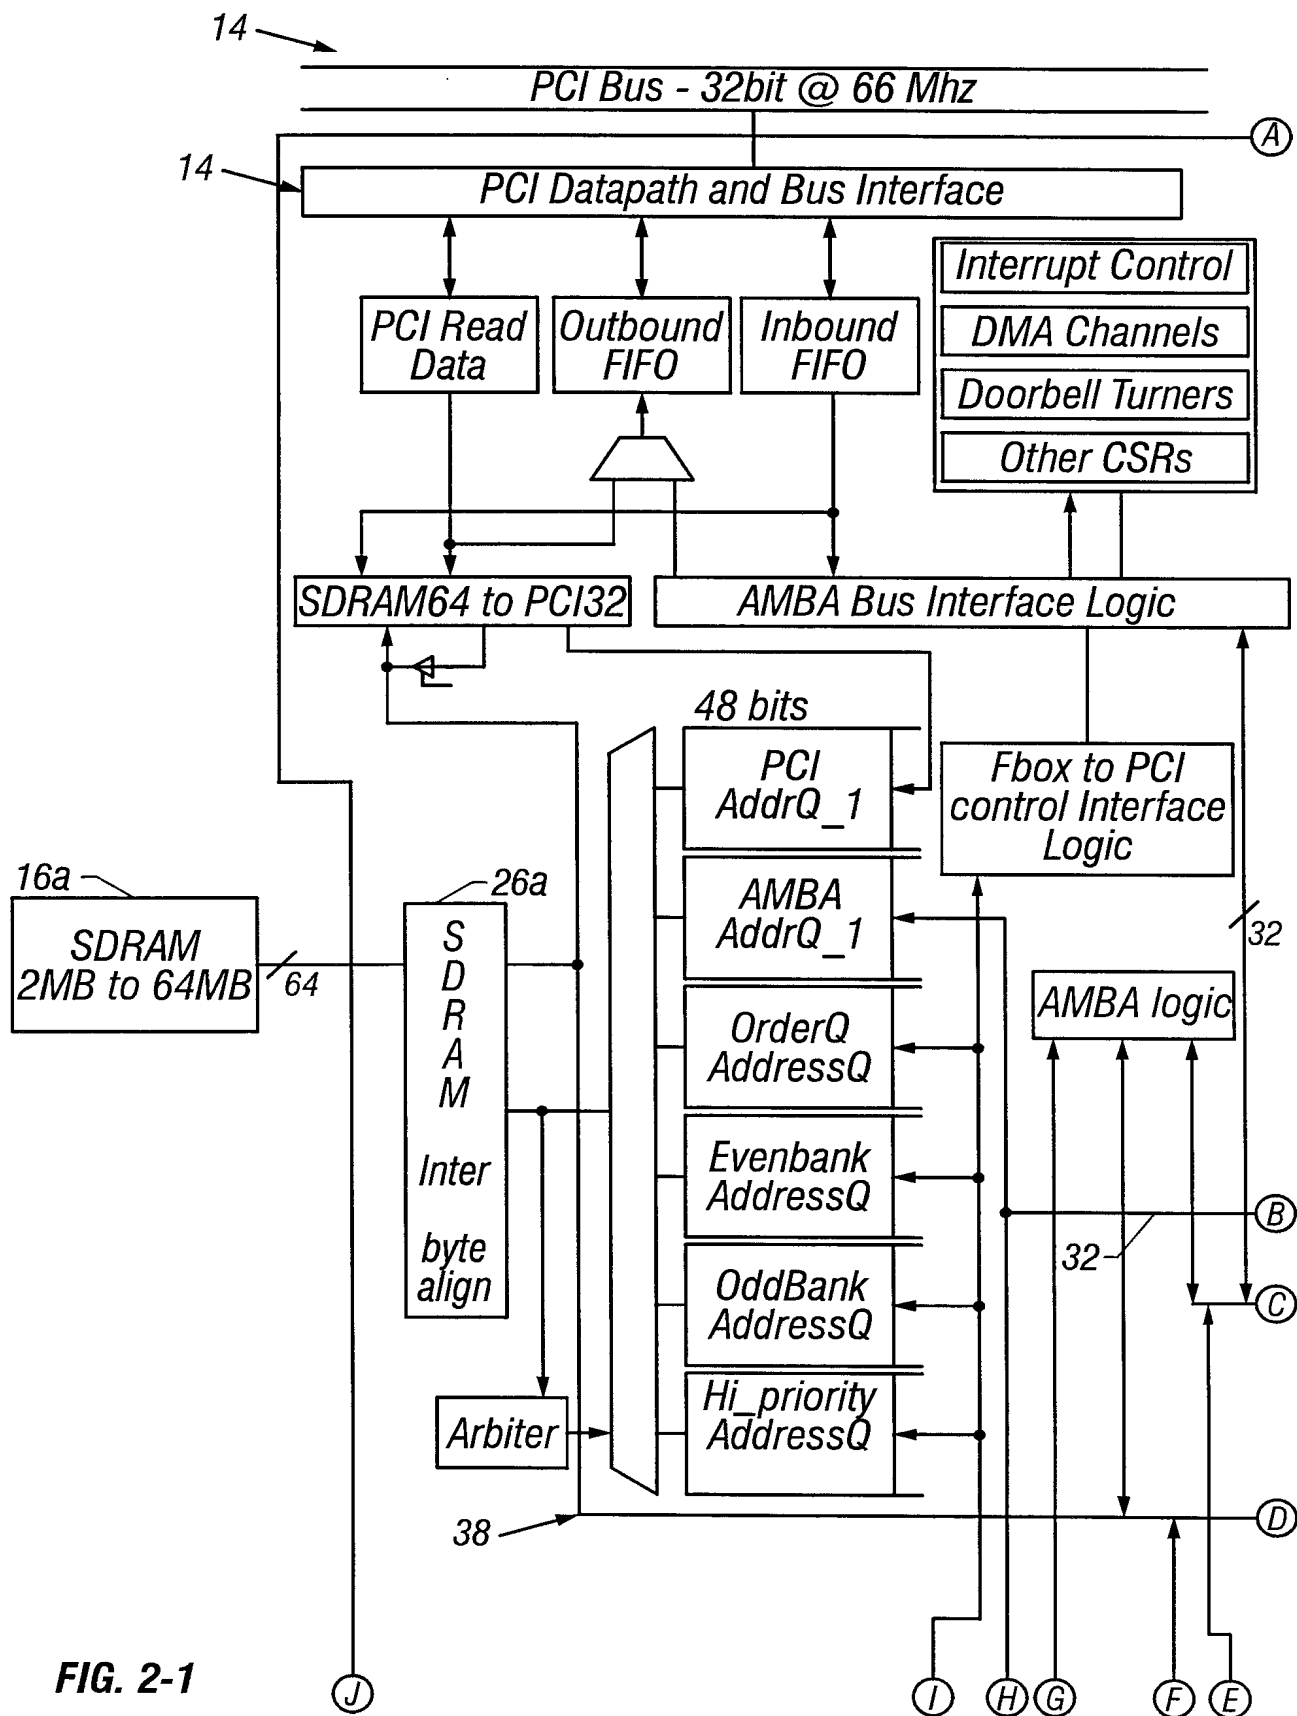 14
PCI Bus - 32bit @ 66 Mhz
A
14
PCI Datapath and Bus Interface
Interrupt Control
DMA Channels
Doorbell Turners
Other CSRs
PCI Read
Data
Outbound
FIFO
Inbound
FIFO
SDRAM64 to PCI32
AMBA Bus Interface Logic
48 bits
PCI
AddrQ_1
Fbox to PCI
control Interface
Logic
16a
SDRAM
2MB to 64MB
64
26a
S
D
R
A
M
Inter
byte
align
AMBA
AddrQ_1
32
AMBA logic
OrderQ
AddressQ
Evenbank
AddressQ
B
32
OddBank
AddressQ
C
Hi_priority
AddressQ
Arbiter
38
D
FIG. 2-1
J
I
H
G
F
E